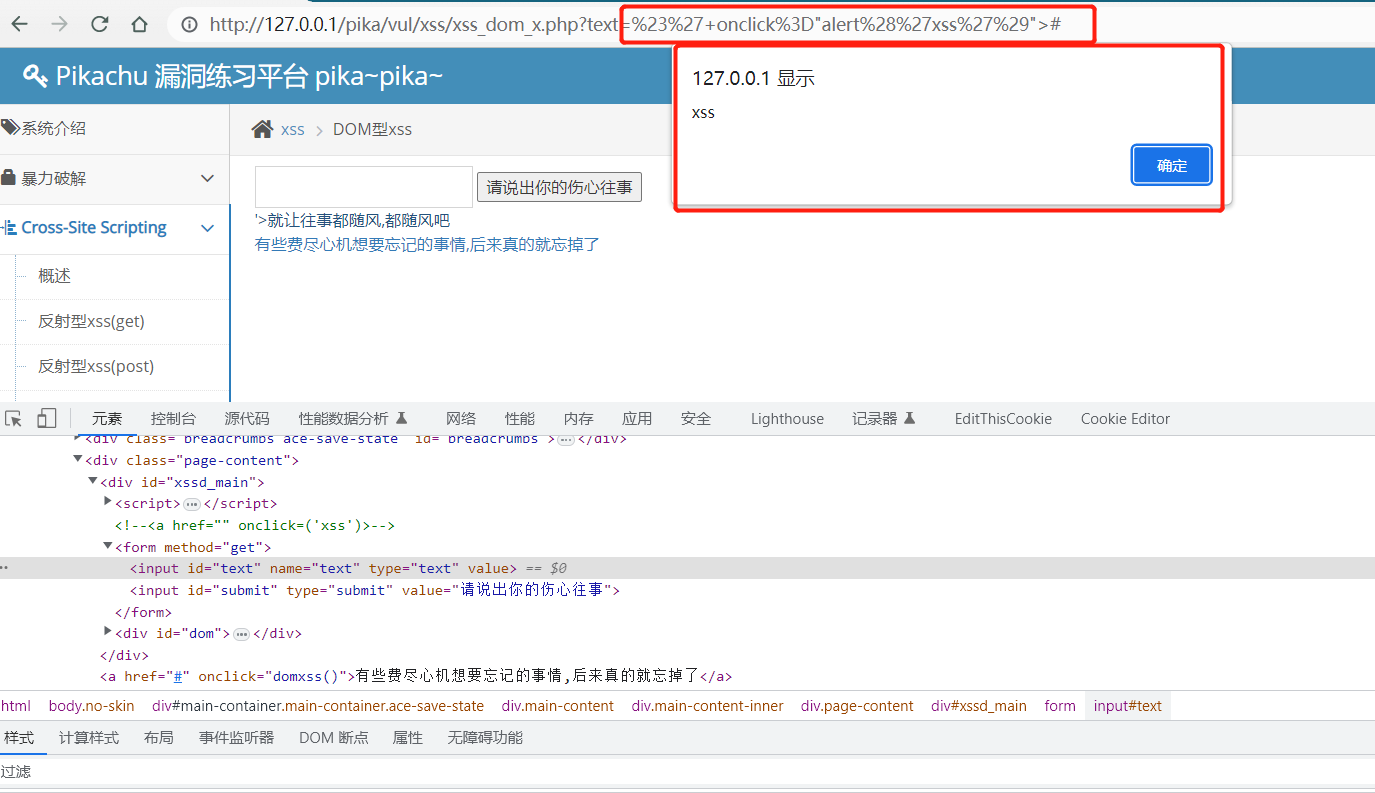 http://127.0.0.1/pika/vul/xss/xss_dom_x.php?text=%23%27+onclick%3D"alert%28%27xss%27%29">#
Pikachu 漏洞练习平台 pika~pika~
127.0.0.1 显示
xss
确定
系统介绍
xss > DOM型xss
暴力破解
请说出你的伤心往事
'>就让往事都随风,都随风吧
Cross-Site Scripting
有些费尽心机想要忘记的事情,后来真的就忘掉了
概述
反射型xss(get)
反射型xss(post)
元素 控制台 源代码 性能数据分析 网络 性能 内存 应用 安全 Lighthouse 记录器 EditThisCookie Cookie Editor
<div class="breadcrumbs ace-save-state" id="breadcrumbs">…</div>
<div class="page-content">
<div id="xssd_main">
<script>…</script>
<!--<a href="" onclick=('xss')>-->
<form method="get">
<input id="text" name="text" type="text" value> == $0
<input id="submit" type="submit" value="请说出你的伤心往事">
</form>
<div id="dom">…</div>
</div>
<a href="#" onclick="domxss()">有些费尽心机想要忘记的事情,后来真的就忘掉了</a>
html body.no-skin div#main-container.main-container.ace-save-state div.main-content div.main-content-inner div.page-content div#xssd_main form input#text
样式 计算样式 布局 事件监听器 DOM 断点 属性 无障碍功能
过滤